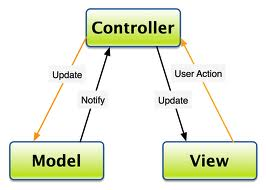 Controller
Update
User Action
Notify
Update
Model
View